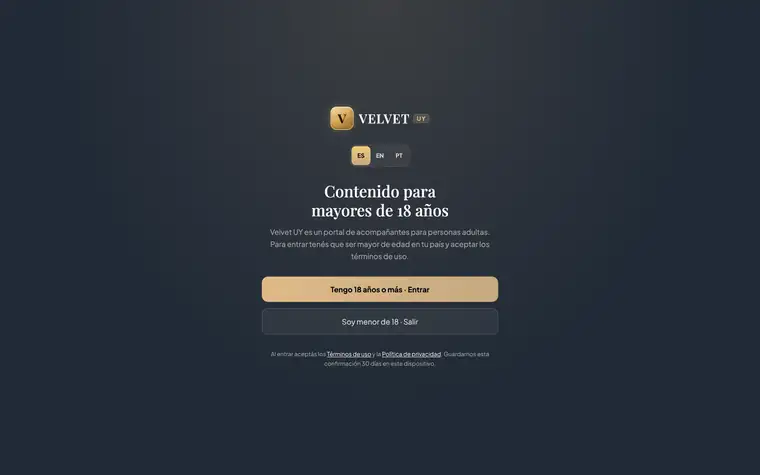 V VELVET UY
ES EN PT
Contenido para
mayores de 18 años
Velvet UY es un portal de acompañantes para personas adultas.
Para entrar tenés que ser mayor de edad en tu país y aceptar los
términos de uso.
Tengo 18 años o más · Entrar
Soy menor de 18 · Salir
Al entrar aceptás los Términos de uso y la Política de privacidad. Guardamos esta
confirmación 30 días en este dispositivo.